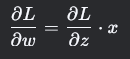 ∂L/∂w = ∂L/∂z · x